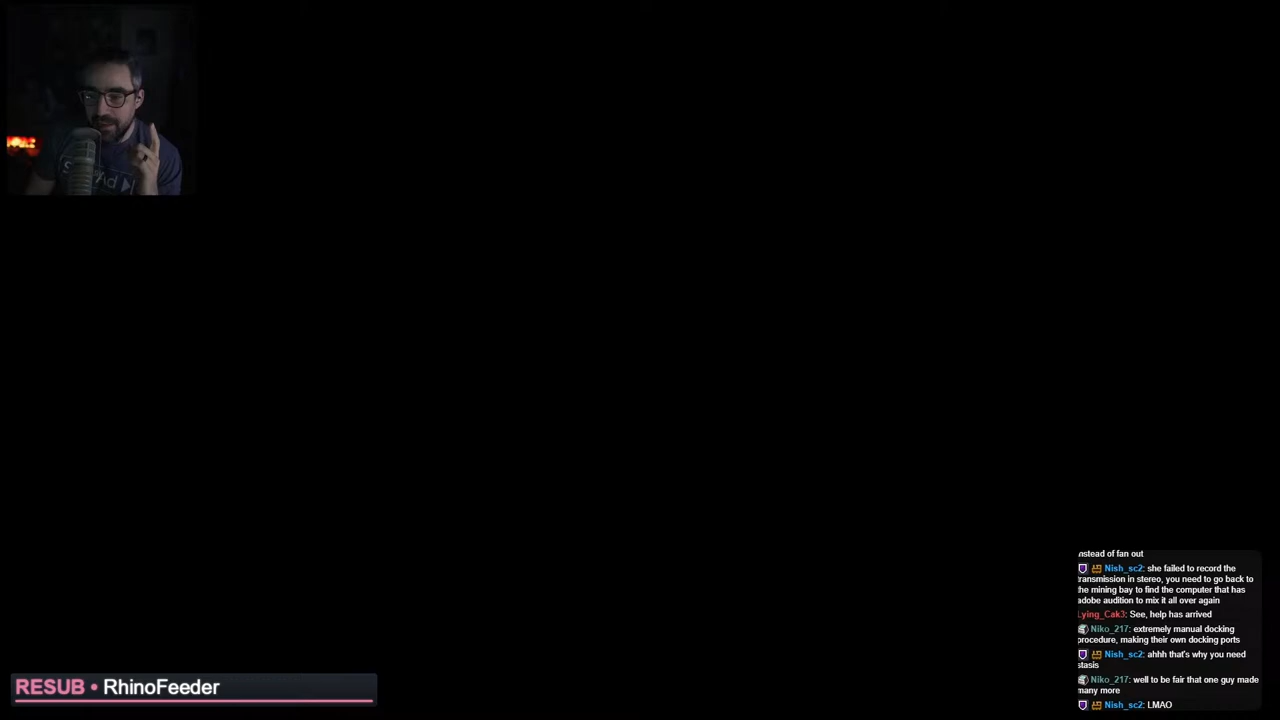 instead of fan out
Nish_sc2: she failed to record the
transmission in stereo, you need to go back to
the mining bay to find the computer that has
adobe audition to mix it all over again
Lying_Cak3: See, help has arrived
Niko_217: extremely manual docking
procedure, making their own docking ports
Nish_sc2: ahhh that's why you need
stasis
Niko_217: well to be fair that one guy made
many more
Nish_sc2: LMAO
RESUB • RhinoFeeder